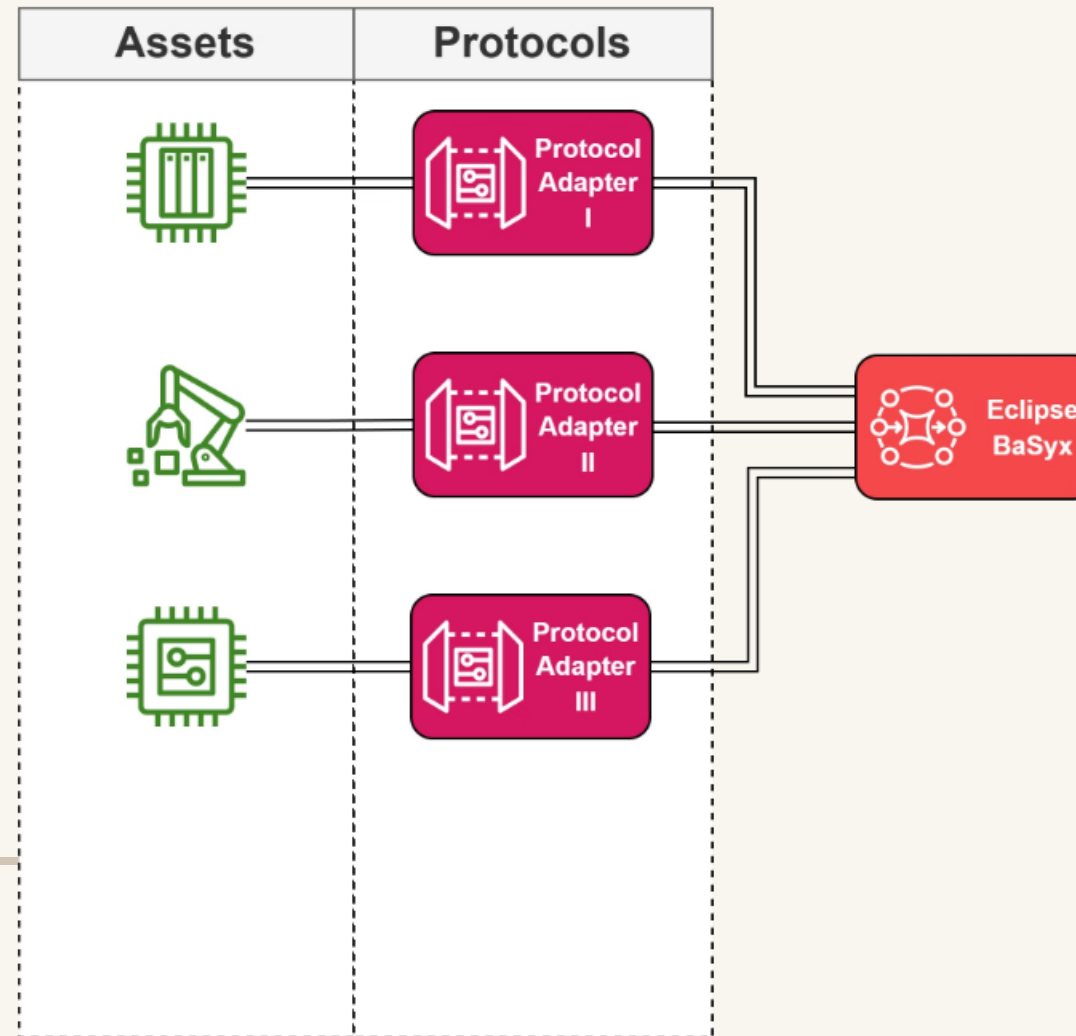 Assets
Protocols
Protocol
Adapter
I
Protocol
Adapter
II
Eclipse
BaSyx
Protocol
Adapter
III